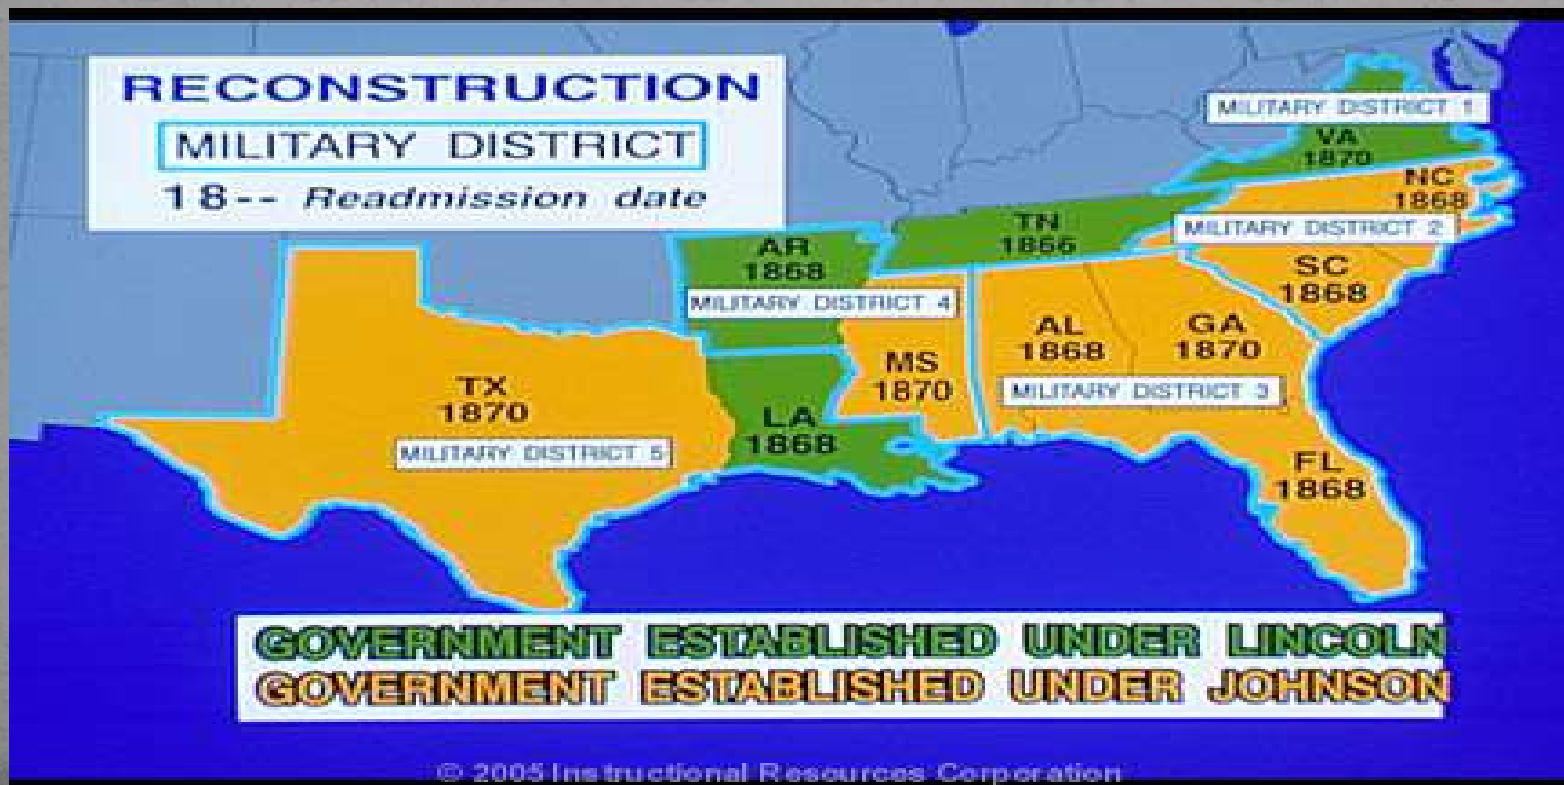 RECONSTRUCTION
MILITARY DISTRICT
18-- Readmission date
MILITARY DISTRICT 1
VA
1870
NC
1868
MILITARY DISTRICT 2
TN
1866
AR
1868
SC
1868
MILITARY DISTRICT 4
AL
1868
GA
1870
MS
1870
MILITARY DISTRICT 3
TX
1870
MILITARY DISTRICT 5
LA
1868
FL
1868
GOVERNMENT ESTABLISHED UNDER LINCOLN
GOVERNMENT ESTABLISHED UNDER JOHNSON
© 2005 Instructional Resources Corporation